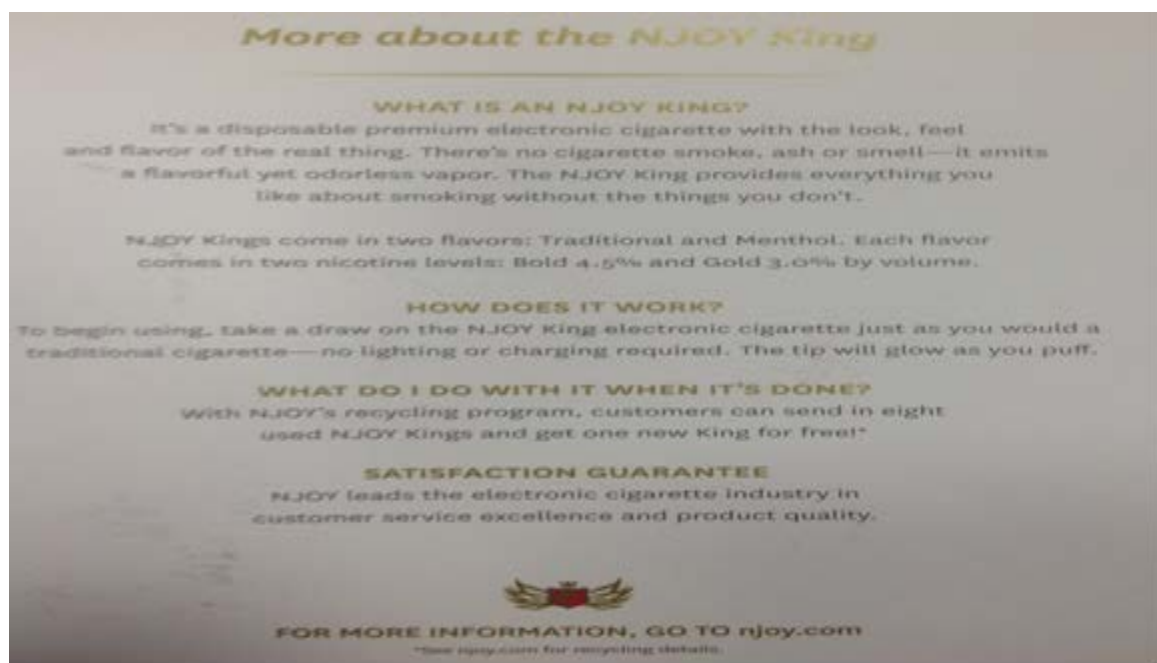 More about the NJOY King
WHAT IS AN NJOY KING?
It's a disposable premium electronic cigarette with the look, feel
and flavor of the real thing. There's no cigarette smoke, ash or smell—it emits
a flavorful yet odorless vapor. The NJOY King provides everything you
like about smoking without the things you don't.
NJOY Kings come in two flavors: Traditional and Menthol. Each flavor
comes in two nicotine levels: Bold 4.5% and Gold 3.0% by volume.
HOW DOES IT WORK?
To begin using, take a draw on the NJOY King electronic cigarette just as you would a
traditional cigarette—no lighting or charging required. The tip will glow as you puff.
WHAT DO I DO WITH IT WHEN IT'S DONE?
With NJOY's recycling program, customers can send in eight
used NJOY Kings and get one new King for free!*
SATISFACTION GUARANTEE
NJOY leads the electronic cigarette industry in
customer service excellence and product quality.
FOR MORE INFORMATION, GO TO njoy.com
*See njoy.com for recycling details.